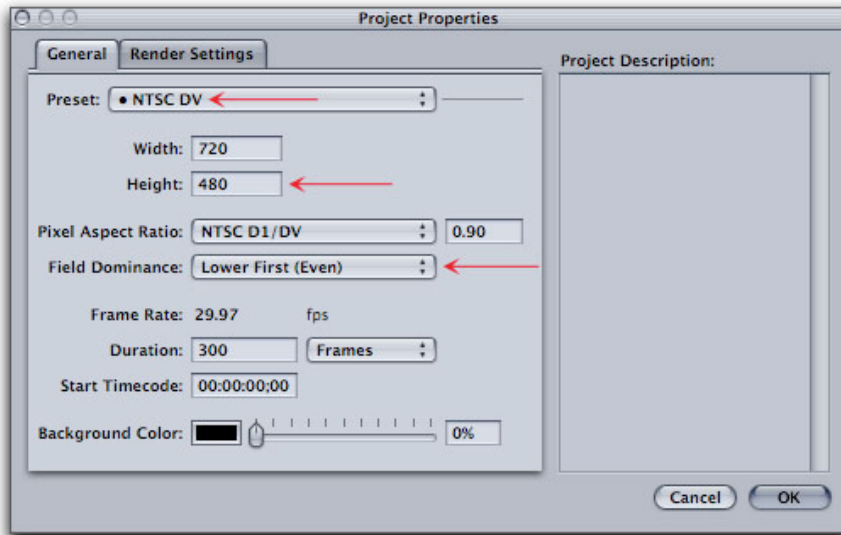 Project Properties
General Render Settings
Project Description:
Preset: • NTSC DV
Width: 720
Height: 480
Pixel Aspect Ratio: NTSC D1/DV 0.90
Field Dominance: Lower First (Even)
Frame Rate: 29.97 fps
Duration: 300 Frames
Start Timecode: 00:00:00;00
Background Color: 0%
Cancel OK